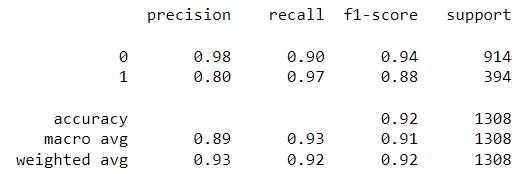 precision recall f1-score support
0 0.98 0.90 0.94 914
1 0.80 0.97 0.88 394
accuracy 0.92 1308
macro avg 0.89 0.93 0.91 1308
weighted avg 0.93 0.92 0.92 1308